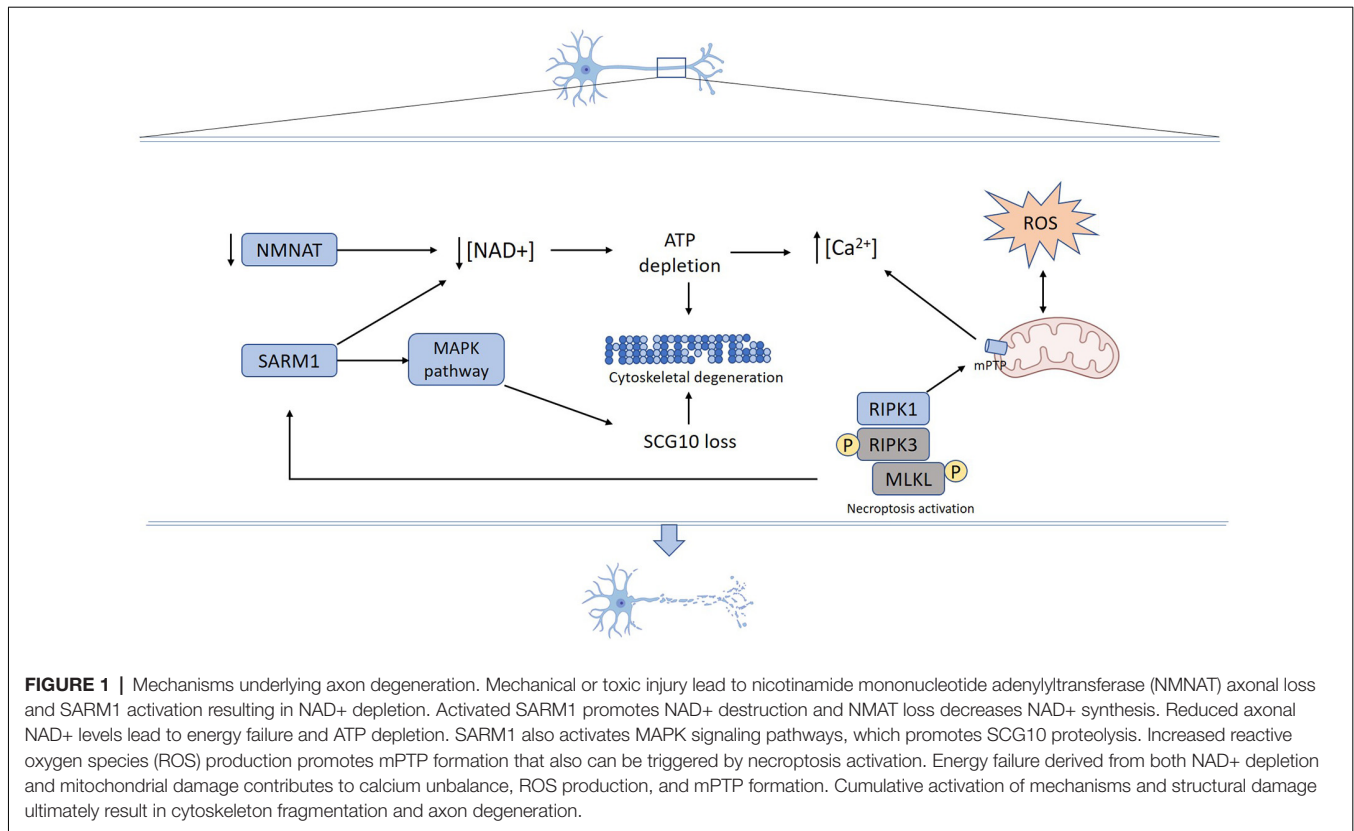 ROS
NMNAT
[NAD+]
ATP
depletion
[Ca²⁺]
SARM1
MAPK
pathway
Cytoskeletal degeneration
mPTP
RIPK1
SCG10 loss
P
RIPK3
MLKL
P
Necroptosis activation
FIGURE 1 | Mechanisms underlying axon degeneration. Mechanical or toxic injury lead to nicotinamide mononucleotide adenylyltransferase (NMNAT) axonal loss
and SARM1 activation resulting in NAD+ depletion. Activated SARM1 promotes NAD+ destruction and NMAT loss decreases NAD+ synthesis. Reduced axonal
NAD+ levels lead to energy failure and ATP depletion. SARM1 also activates MAPK signaling pathways, which promotes SCG10 proteolysis. Increased reactive
oxygen species (ROS) production promotes mPTP formation that also can be triggered by necroptosis activation. Energy failure derived from both NAD+ depletion
and mitochondrial damage contributes to calcium unbalance, ROS production, and mPTP formation. Cumulative activation of mechanisms and structural damage
ultimately result in cytoskeleton fragmentation and axon degeneration.